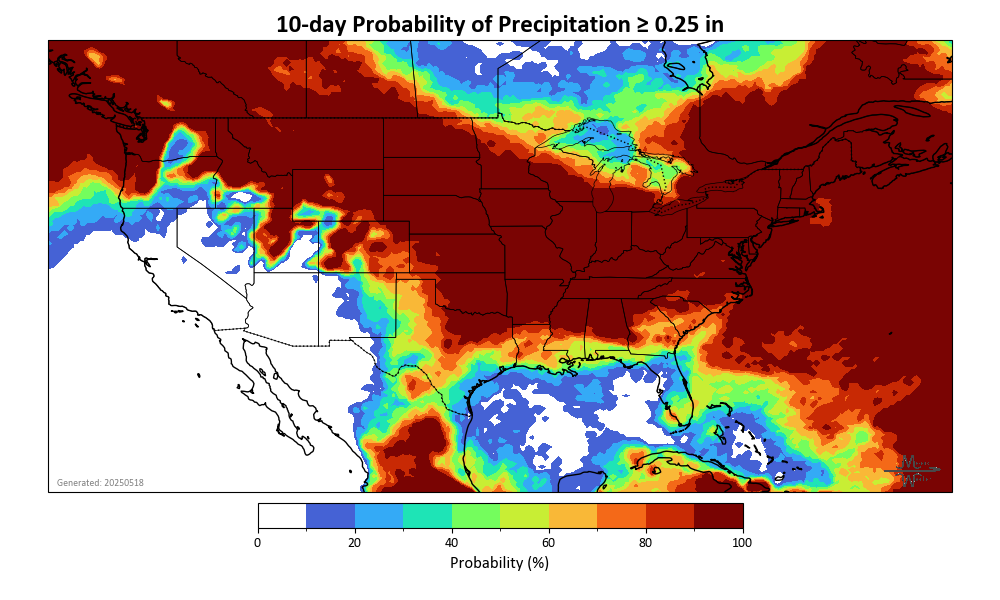 10-day Probability of Precipitation ≥ 0.25 in
Generated: 20250518
0 20 40 60 80 100
Probability (%)